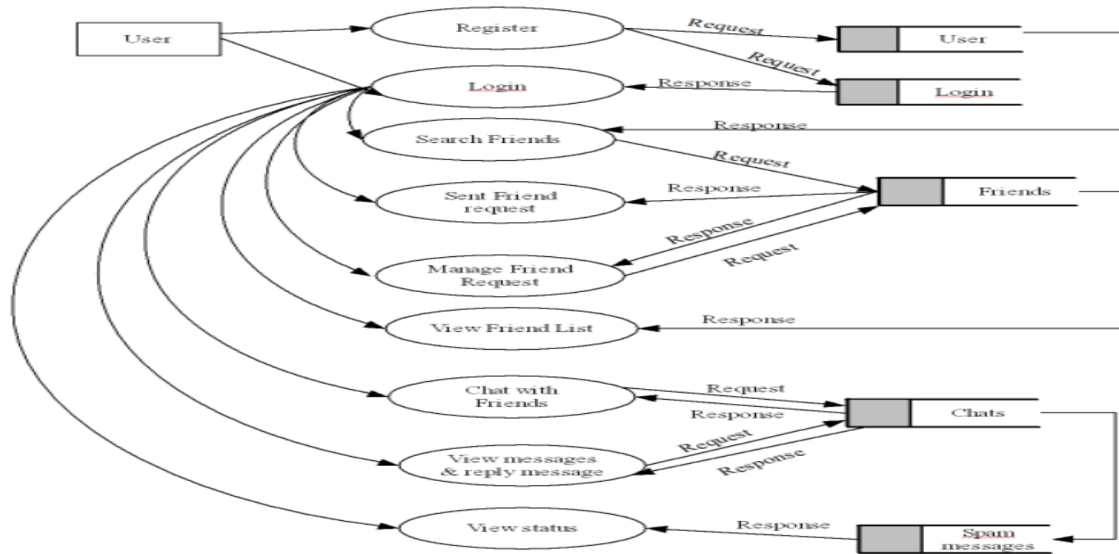 User
Register
Request
User
Request
Login
Response
Login
Search Friends
Response
Request
Sent Friend
request
Response
Friends
Response
Request
Manage Friend
Request
View Friend List
Response
Chat with
Friends
Request
Response
Chats
Request
Response
View messages
& reply message
View status
Response
Spam
messages